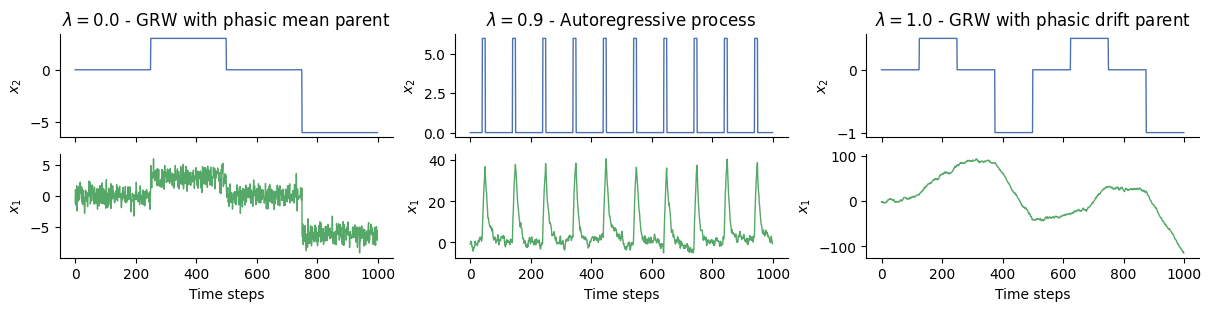 λ = 0.0 - GRW with phasic mean parent
0
−5
x₂
5
0
−5
x₁
0 200 400 600 800 1000
Time steps
λ = 0.9 - Autoregressive process
5.0
2.5
0.0
x₂
40
20
0
x₁
0 200 400 600 800 1000
Time steps
λ = 1.0 - GRW with phasic drift parent
0
−1
x₂
100
0
−100
x₁
0 200 400 600 800 1000
Time steps